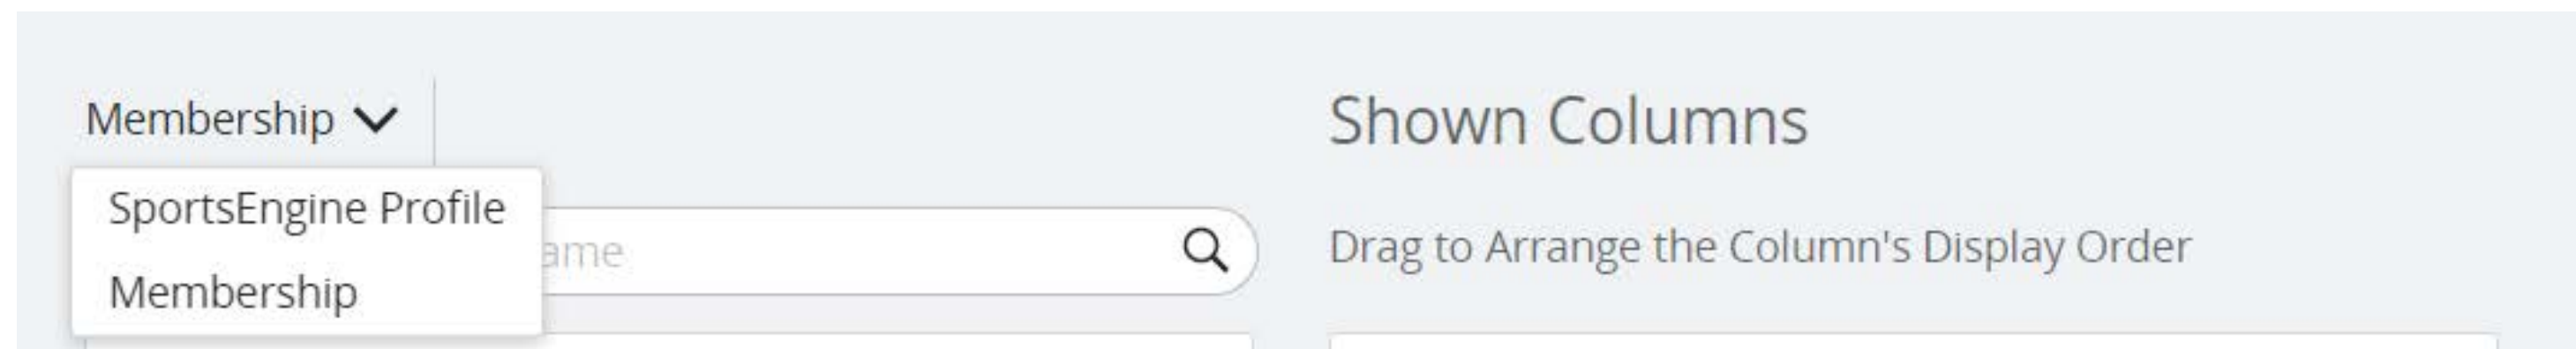 Membership
SportsEngine Profile
Membership
Shown Columns
Drag to Arrange the Column's Display Order